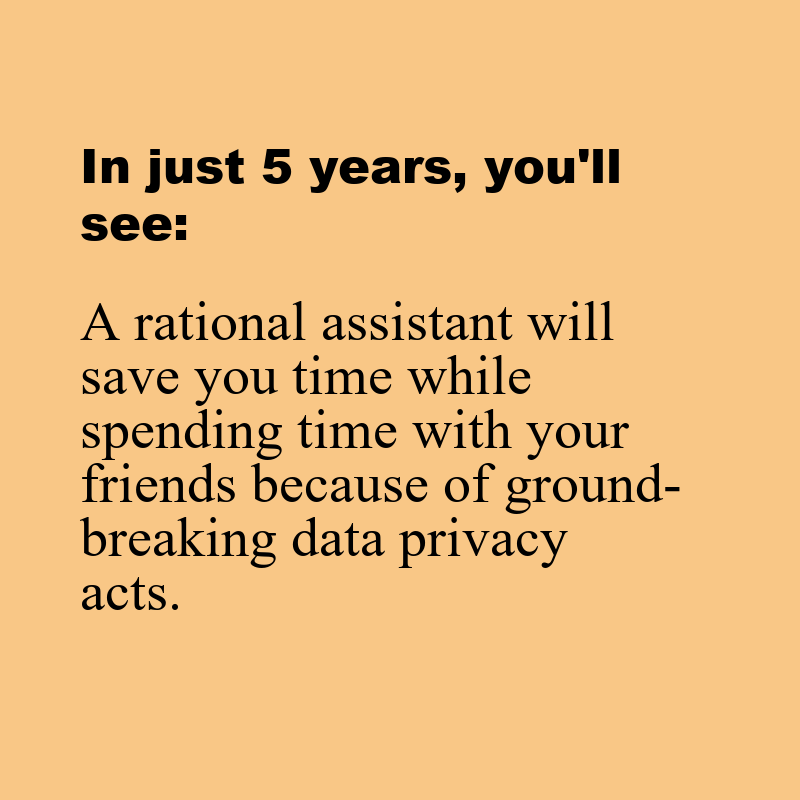 In just 5 years, you'll
see:
A rational assistant will
save you time while
spending time with your
friends because of ground-
breaking data privacy
acts.